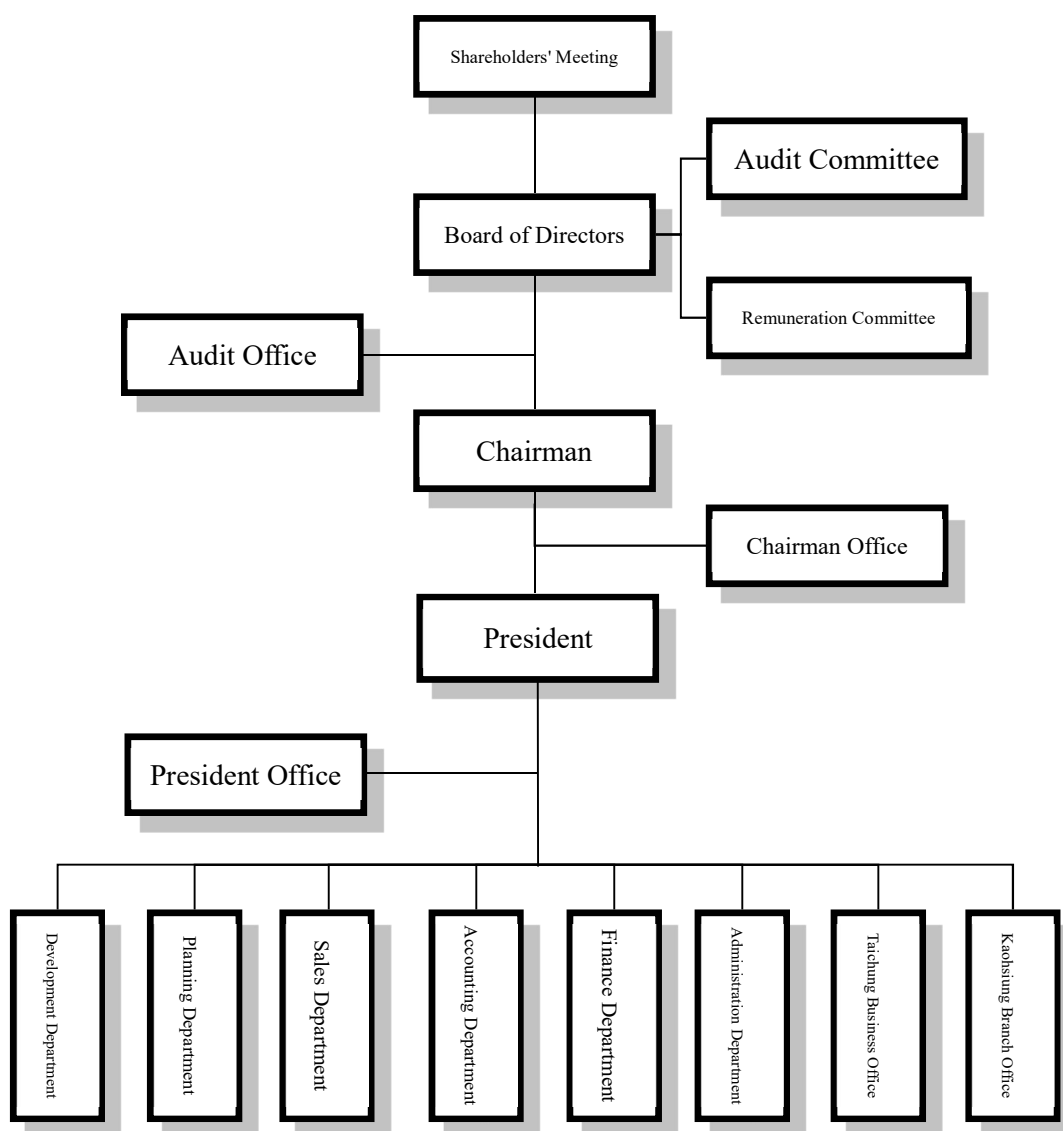 Shareholders' Meeting
Audit Committee
Board of Directors
Remuneration Committee
Audit Office
Chairman
Chairman Office
President
President Office
Development Department
Planning Department
Sales Department
Accounting Department
Finance Department
Administration Department
Taichung Business Office
Kaohsiung Branch Office